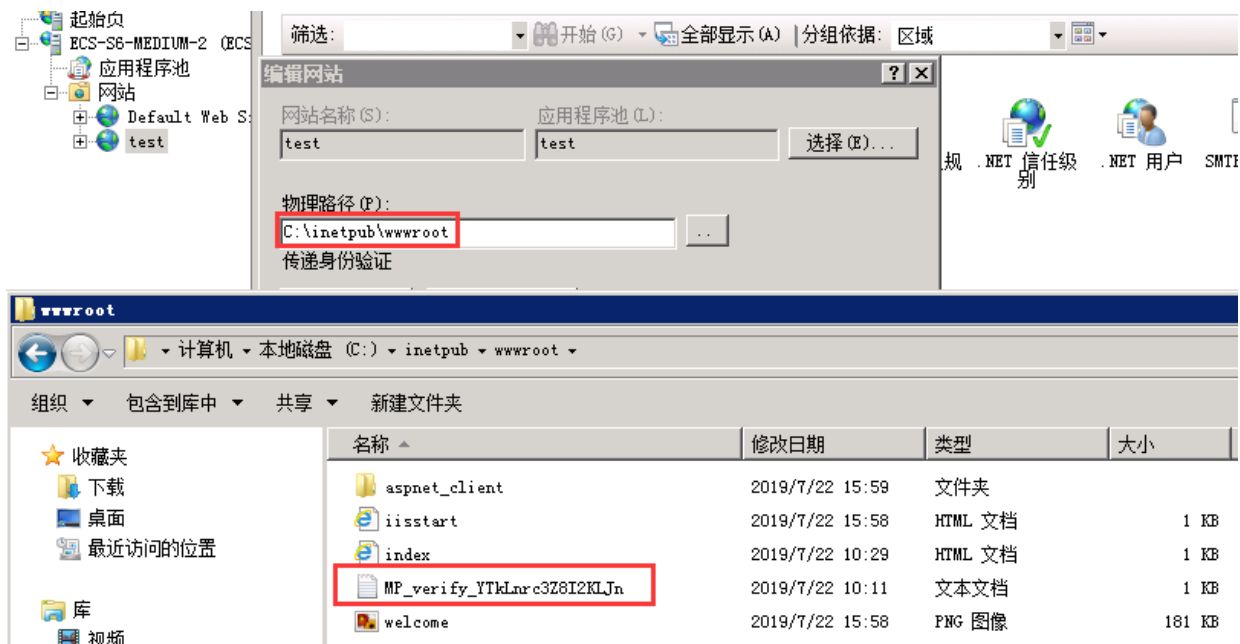 起始页
ECS-S6-MEDIUM-2 (ECS
应用程序池
网站
Default Web S
test
筛选:
开始(G)
全部显示(A)
分组依据:
区域
编辑网站
网站名称(S):
应用程序池(L):
test
test
选择(E)...
物理路径(P):
C:\inetpub\wwwroot
..
传递身份验证
规
.NET 信任级
别
.NET 用户
SMT
wwwroot
计算机
本地磁盘 (C:)
inetpub
wwwroot
组织
包含到库中
共享
新建文件夹
收藏夹
下载
桌面
最近访问的位置
库
视频
名称 修改日期 类型 大小
aspnet_client 2019/7/22 15:59 文件夹
iisstart 2019/7/22 15:58 HTML 文档 1 KB
index 2019/7/22 10:29 HTML 文档 1 KB
MP_verify_YTkLnrc3Z8I2KLJn 2019/7/22 10:11 文本文档 1 KB
welcome 2019/7/22 15:58 PNG 图像 181 KB